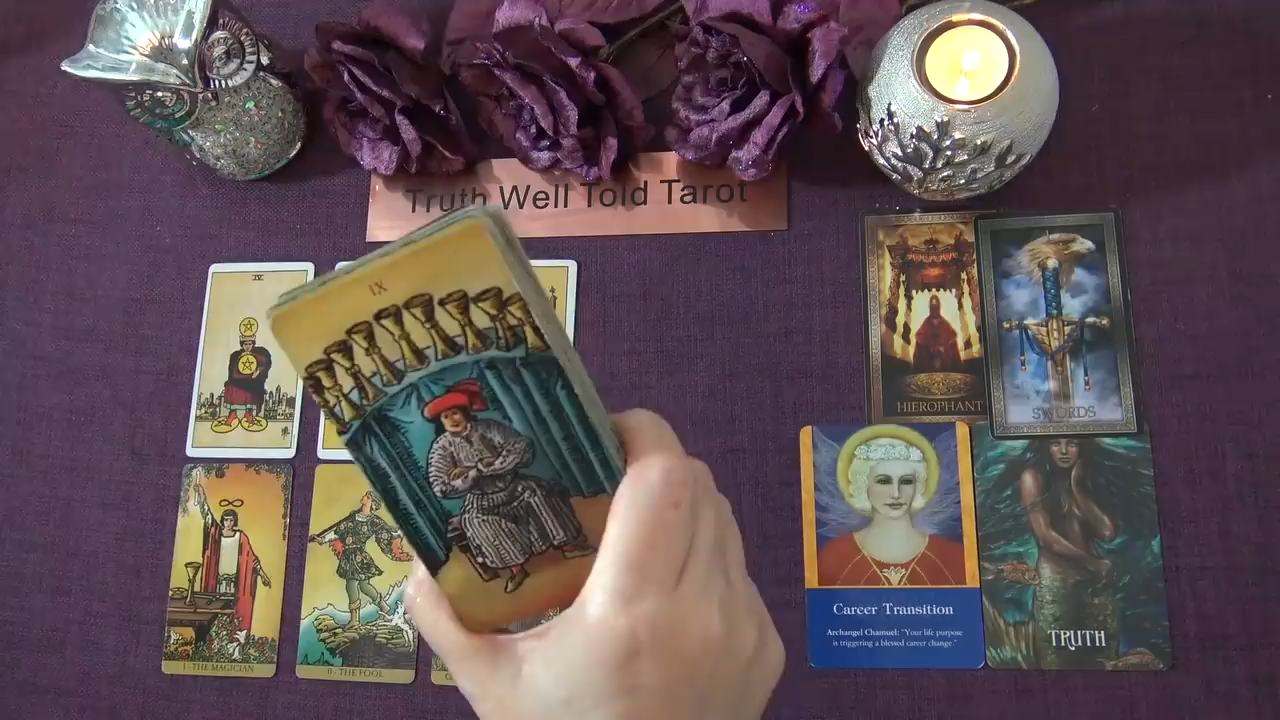 Truth Well Told Tarot
IV
IX
HIEROPHANT
SWORDS
Career Transition
Archangel Chamuel: "Your life purpose
is triggering a blessed career change."
TRUTH
I - THE MAGICIAN
0 - THE FOOL